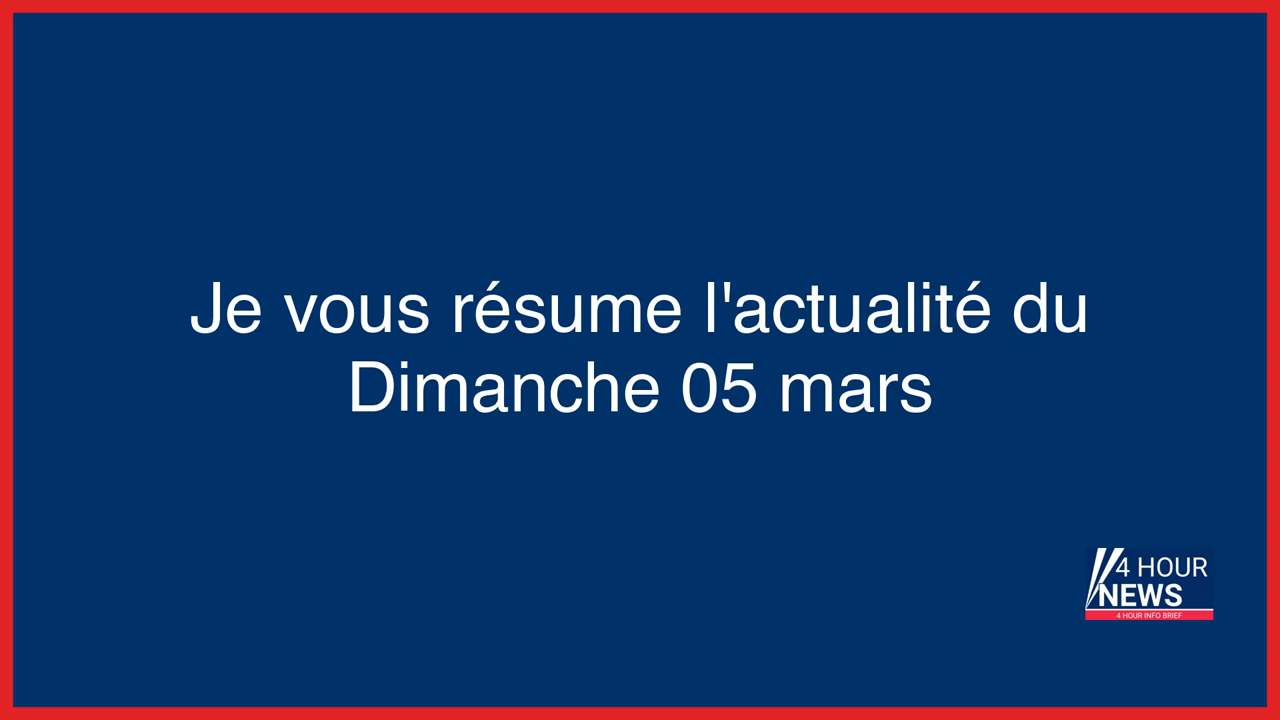 Je vous résume l'actualité du
Dimanche 05 mars
4 HOUR
NEWS
4 HOUR INFO BRIEF